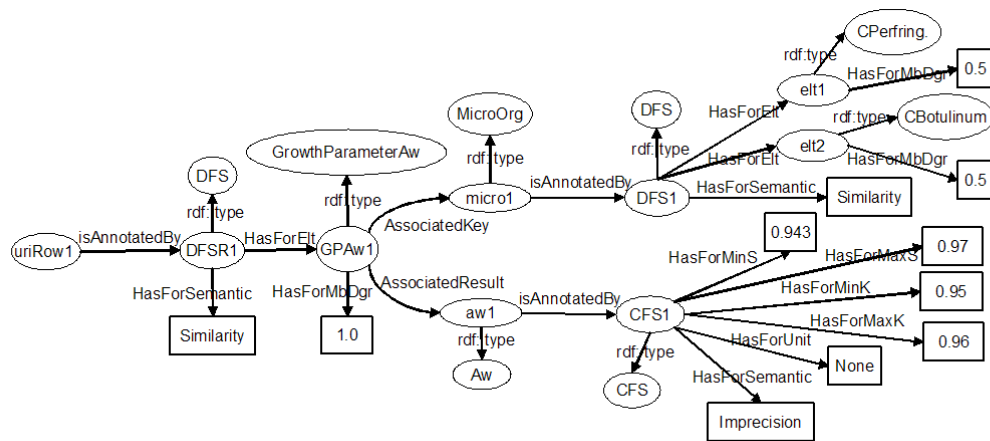 CPerfring.
rdf:type
HasForMbDgr
0.5
elt1
MicroOrg
DFS
HasForElt
rdf:type
CBotulinum
GrowthParameterAw
rdf:type
rdf:type
HasForElt
elt2
HasForMbDgr
DFS
rdf:type
micro1
isAnnotatedBy
DFS1
HasForSemantic
Similarity
0.5
rdf:type
AssociatedKey
0.943
uriRow1
isAnnotatedBy
DFSR1
HasForElt
GPAw1
HasForMinS
HasForMaxS
0.97
HasForSemantic
HasForMbDgr
AssociatedResult
isAnnotatedBy
HasForMinK
0.95
Similarity
1.0
aw1
CFS1
HasForMaxK
0.96
rdf:type
rdf:type
HasForUnit
None
Aw
CFS
HasForSemantic
Imprecision